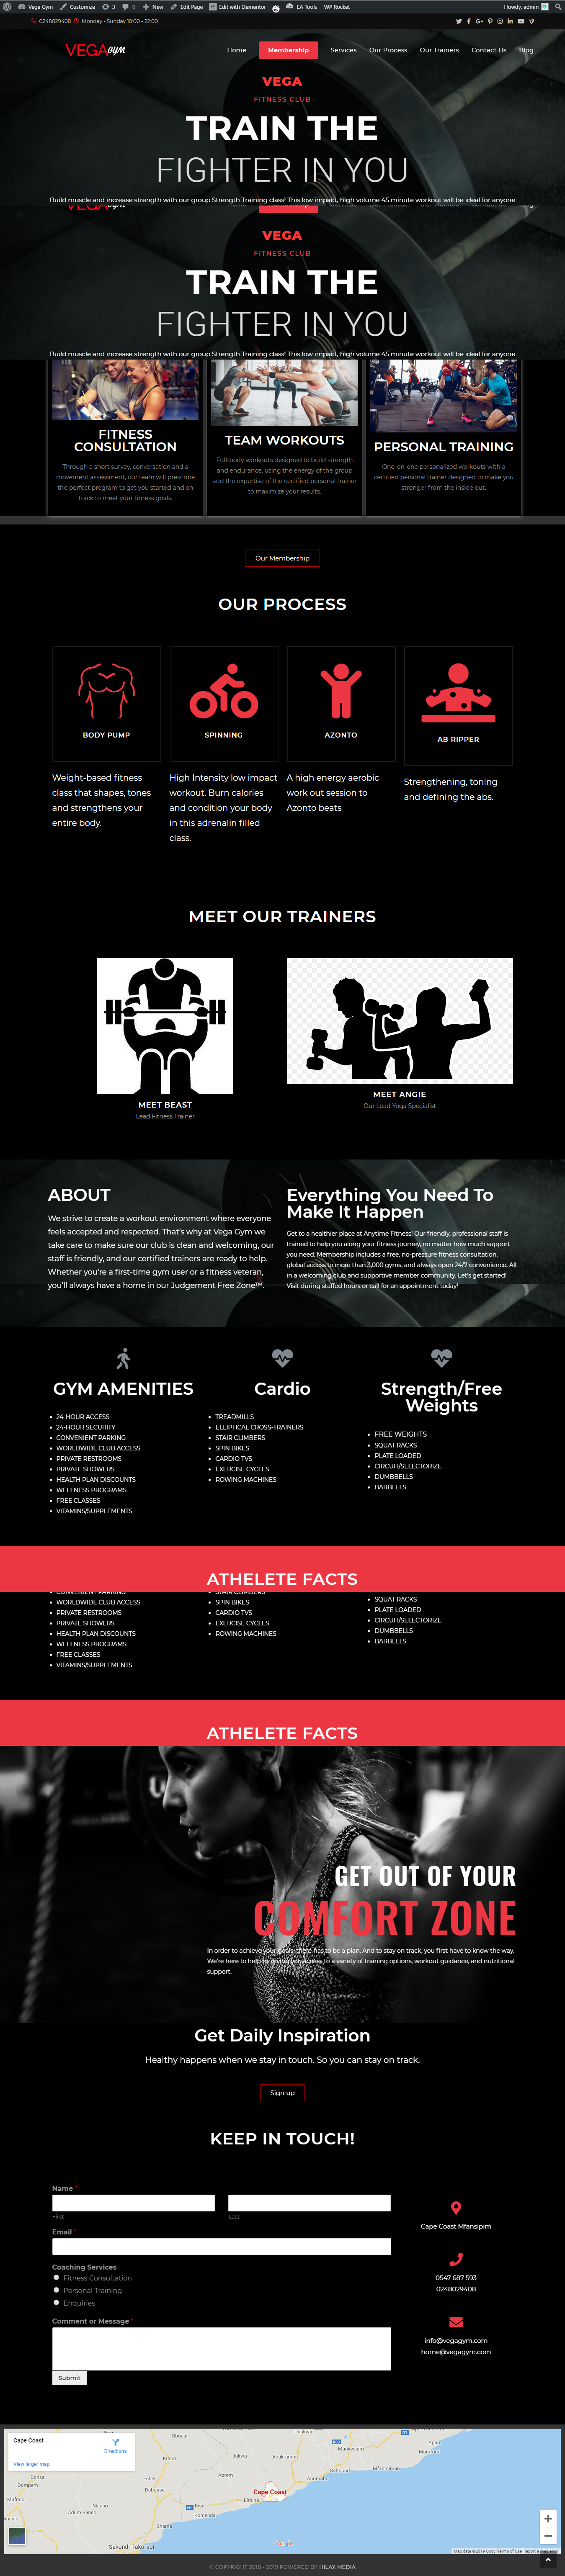 Vega Gym Customize 3 0 New Edit Page Edit with Elementor EA Tools WP Rocket Howdy, admin
0248029408 Monday - Sunday 10:00 - 22:00
VEGA gym Home Membership Services Our Process Our Trainers Contact Us Blog
VEGA
FITNESS CLUB
TRAIN THE
FIGHTER IN YOU
Build muscle and increase strength with our group Strength Training class! This low impact, high volume 45 minute workout will be ideal for anyone
VEGA
FITNESS CLUB
TRAIN THE
FIGHTER IN YOU
Build muscle and increase strength with our group Strength Training class! This low impact, high volume 45 minute workout will be ideal for anyone
FITNESS
CONSULTATION
Through a short survey, conversation and a
movement assessment, our team will prescribe
the perfect program to get you started and on
track to meet your fitness goals.
TEAM WORKOUTS
Full-body workouts designed to build strength
and endurance, using the energy of the group
and the expertise of the certified personal trainer
to maximize your results.
PERSONAL TRAINING
One-on-one personalized workouts with a
certified personal trainer designed to make you
stronger from the inside out.
Our Membership
OUR PROCESS
BODY PUMP
Weight-based fitness
class that shapes, tones
and strengthens your
entire body.
SPINNING
High Intensity low impact
workout. Burn calories
and condition your body
in this adrenalin filled
class.
AZONTO
A high energy aerobic
work out session to
Azonto beats
AB RIPPER
Strengthening, toning
and defining the abs.
MEET OUR TRAINERS
MEET BEAST
Lead Fitness Trainer
MEET ANGIE
Our Lead Yoga Specialist
ABOUT
We strive to create a workout environment where everyone
feels accepted and respected. That's why at Vega Gym we
take care to make sure our club is clean and welcoming, our
staff is friendly, and our certified trainers are ready to help.
Whether you're a first-time gym user or a fitness veteran,
you'll always have a home in our Judgement Free Zone™.
Everything You Need To
Make It Happen
Get to a healthier place at Anytime Fitness! Our friendly, professional staff is
trained to help you along your fitness journey, no matter how much support
you need. Membership includes a free, no-pressure fitness consultation,
global access to more than 3,000 gyms, and always open 24/7 convenience. All
in a welcoming club and supportive member community. Let's get started!
Visit during staffed hours or call for an appointment today!
GYM AMENITIES
24-HOUR ACCESS
24-HOUR SECURITY
CONVENIENT PARKING
WORLDWIDE CLUB ACCESS
PRIVATE RESTROOMS
PRIVATE SHOWERS
HEALTH PLAN DISCOUNTS
WELLNESS PROGRAMS
FREE CLASSES
VITAMINS/SUPPLEMENTS
Cardio
TREADMILLS
ELLIPTICAL CROSS-TRAINERS
STAIR CLIMBERS
SPIN BIKES
CARDIO TVS
EXERCISE CYCLES
ROWING MACHINES
Strength/Free
Weights
FREE WEIGHTS
SQUAT RACKS
PLATE LOADED
CIRCUIT/SELECTORIZE
DUMBBELLS
BARBELLS
ATHELETE FACTS
CONVENIENT PARKING
WORLDWIDE CLUB ACCESS
PRIVATE RESTROOMS
PRIVATE SHOWERS
HEALTH PLAN DISCOUNTS
WELLNESS PROGRAMS
FREE CLASSES
VITAMINS/SUPPLEMENTS
STAIR CLIMBERS
SPIN BIKES
CARDIO TVS
EXERCISE CYCLES
ROWING MACHINES
SQUAT RACKS
PLATE LOADED
CIRCUIT/SELECTORIZE
DUMBBELLS
BARBELLS
ATHELETE FACTS
GET OUT OF YOUR
COMFORT ZONE
In order to achieve your goals, there has to be a plan. And to stay on track, you first have to know the way.
We're here to help by giving you access to a variety of training options, workout guidance, and nutritional
support.
Get Daily Inspiration
Healthy happens when we stay in touch. So you can stay on track.
Sign up
KEEP IN TOUCH!
Name *
First Last
Email *
Coaching Services
Fitness Consultation
Personal Training
Enquiries
Comment or Message *
Submit
Cape Coast Mfansipim
0547 687 593
0248029408
info@vegagym.com
home@vegagym.com
Cape Coast
Directions
View larger map
Cape Coast
Sekondi Takoradi
Google
© COPYRIGHT 2018 - 2019 POWERED BY HILAX MEDIA